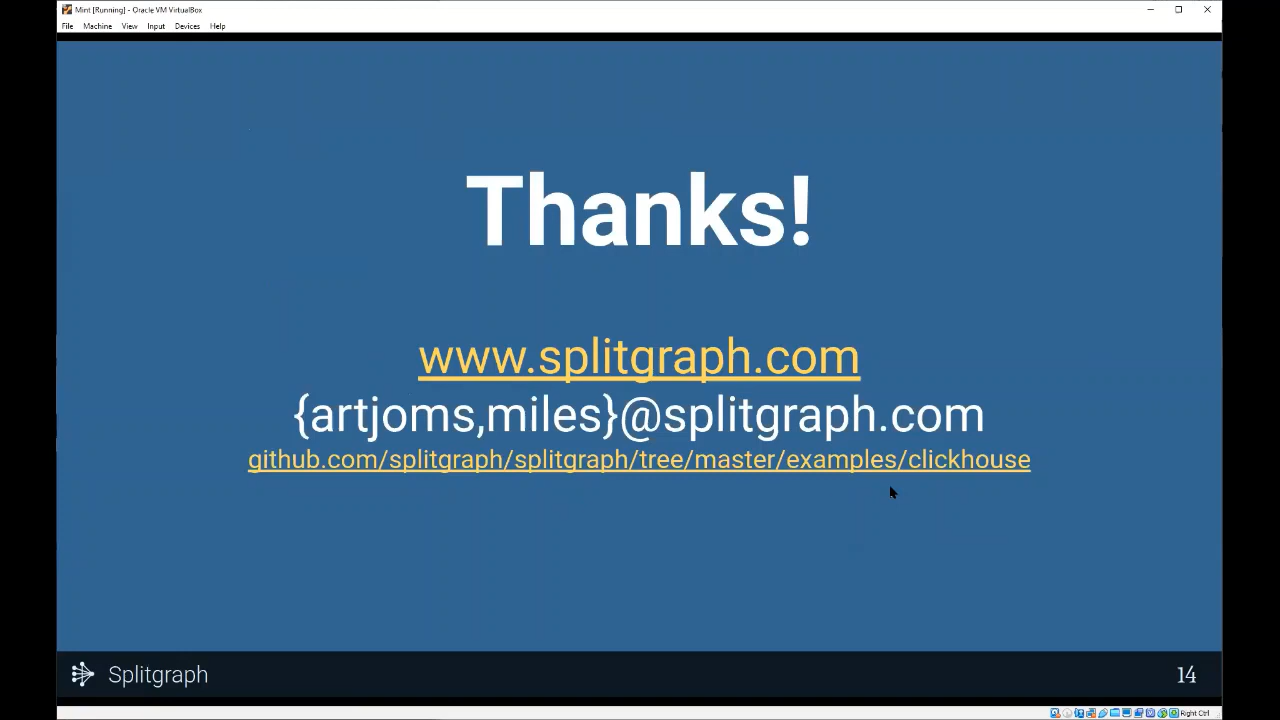 Mint [Running] - Oracle VM VirtualBox
File Machine View Input Devices Help
Thanks!
www.splitgraph.com
{artjoms,miles}@splitgraph.com
github.com/splitgraph/splitgraph/tree/master/examples/clickhouse
Splitgraph
14
Right Ctrl